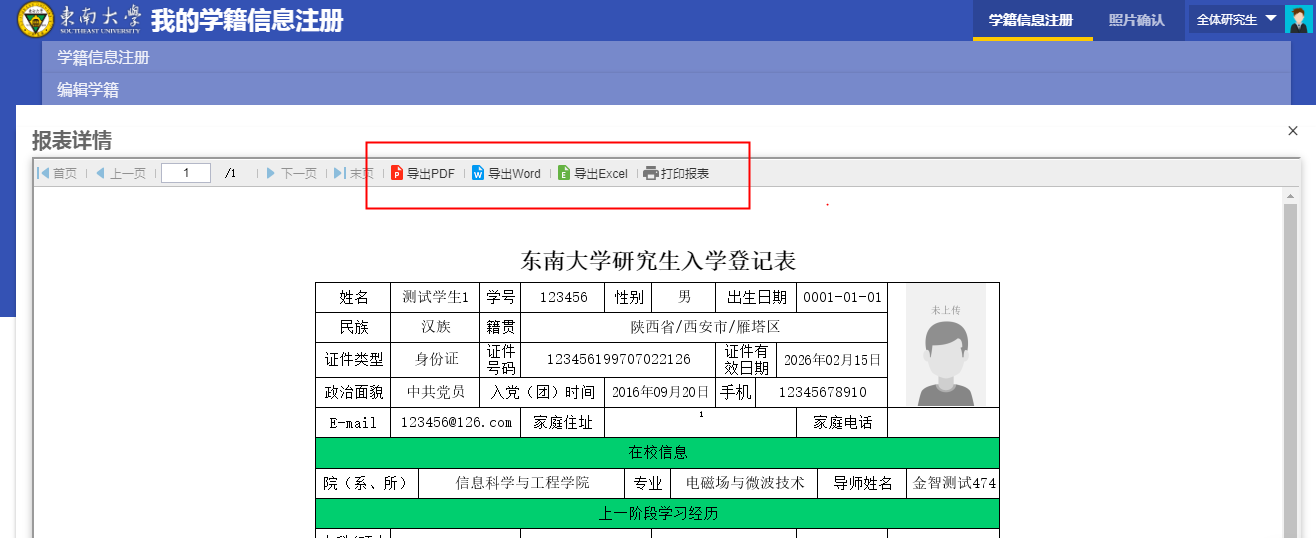 东南大学 SOUTHEAST UNIVERSITY 我的学籍信息注册 学籍信息注册 照片确认 全体研究生
学籍信息注册
编辑学籍
报表详情 ×
首页 上一页 1 /1 下一页 末页 导出PDF 导出Word 导出Excel 打印报表
东南大学研究生入学登记表
姓名 测试学生1 学号 123456 性别 男 出生日期 0001-01-01 未上传
民族 汉族 籍贯 陕西省/西安市/雁塔区
证件类型 身份证 证件号码 123456199707022126 证件有效日期 2026年02月15日
政治面貌 中共党员 入党（团）时间 2016年09月20日 手机 12345678910
E-mail 123456@126.com 家庭住址 1 家庭电话
在校信息
院（系、所） 信息科学与工程学院 专业 电磁场与微波技术 导师姓名 金智测试474
上一阶段学习经历